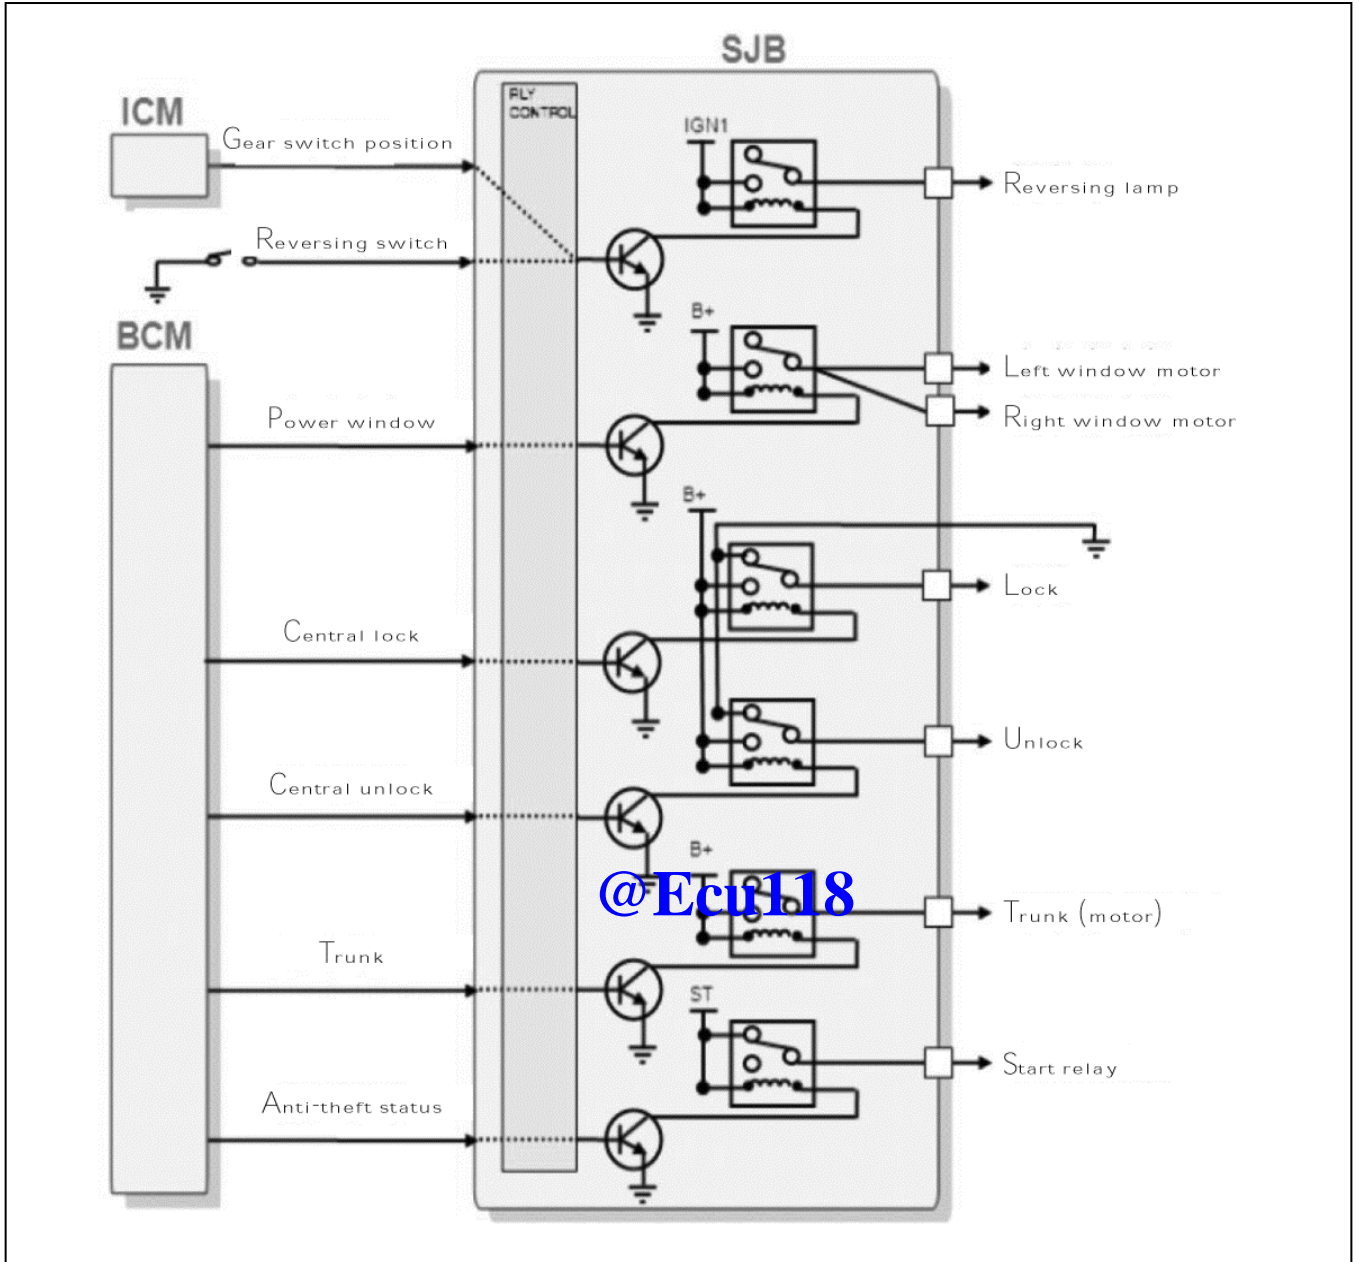 SJB
RLY
CONTROL
ICM
Gear switch position
IGN1
Reversing lamp
Reversing switch
BCM
B+
Left window motor
Right window motor
Power window
B+
Lock
Central lock
Unlock
Central unlock
B+
@Ecu118
Trunk (motor)
Trunk
ST
Start relay
Anti-theft status